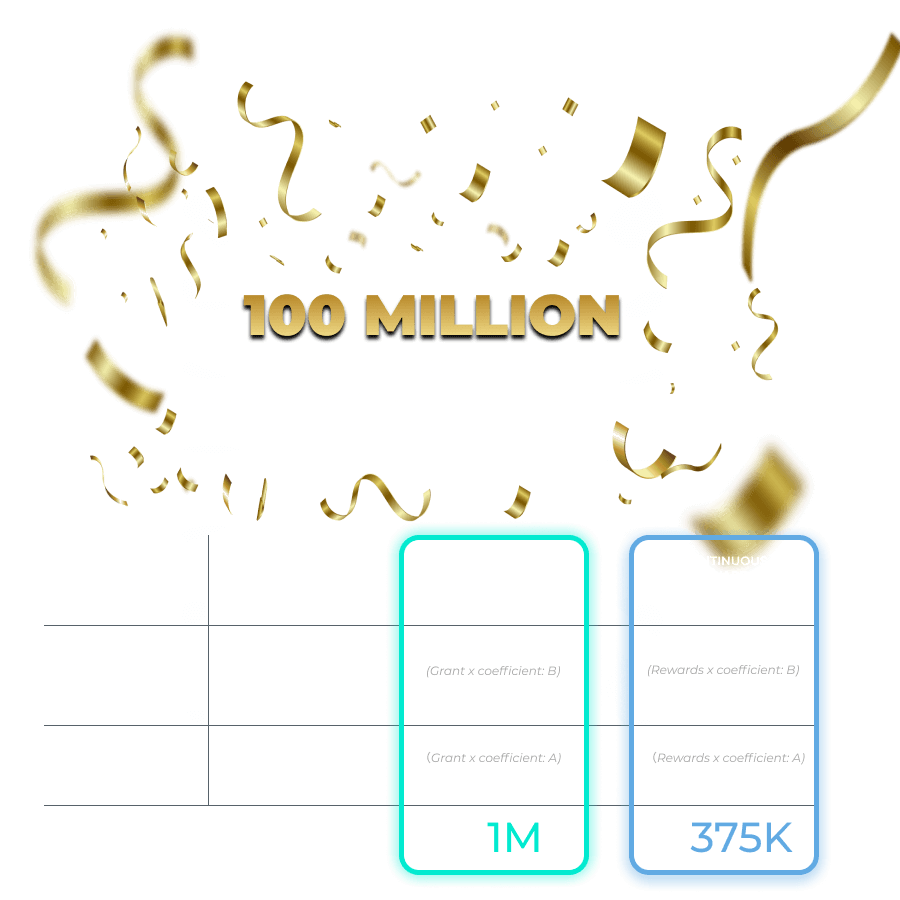 100 MILLION
(Grant x coefficient: B)
(Rewards x coefficient: B)
(Grant x coefficient: A)
(Rewards x coefficient: A)
1M
375K